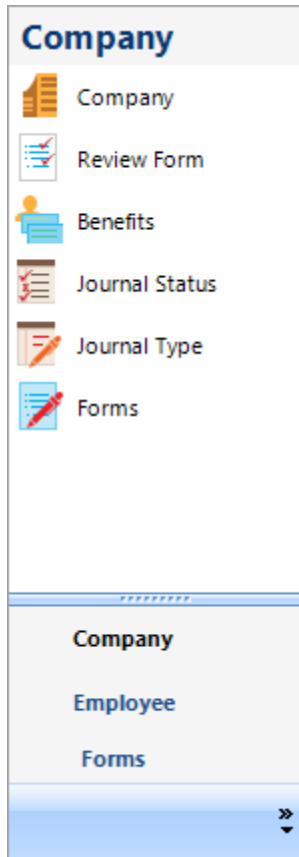 Company
Company
Review Form
Benefits
Journal Status
Journal Type
Forms
Company
Employee
Forms